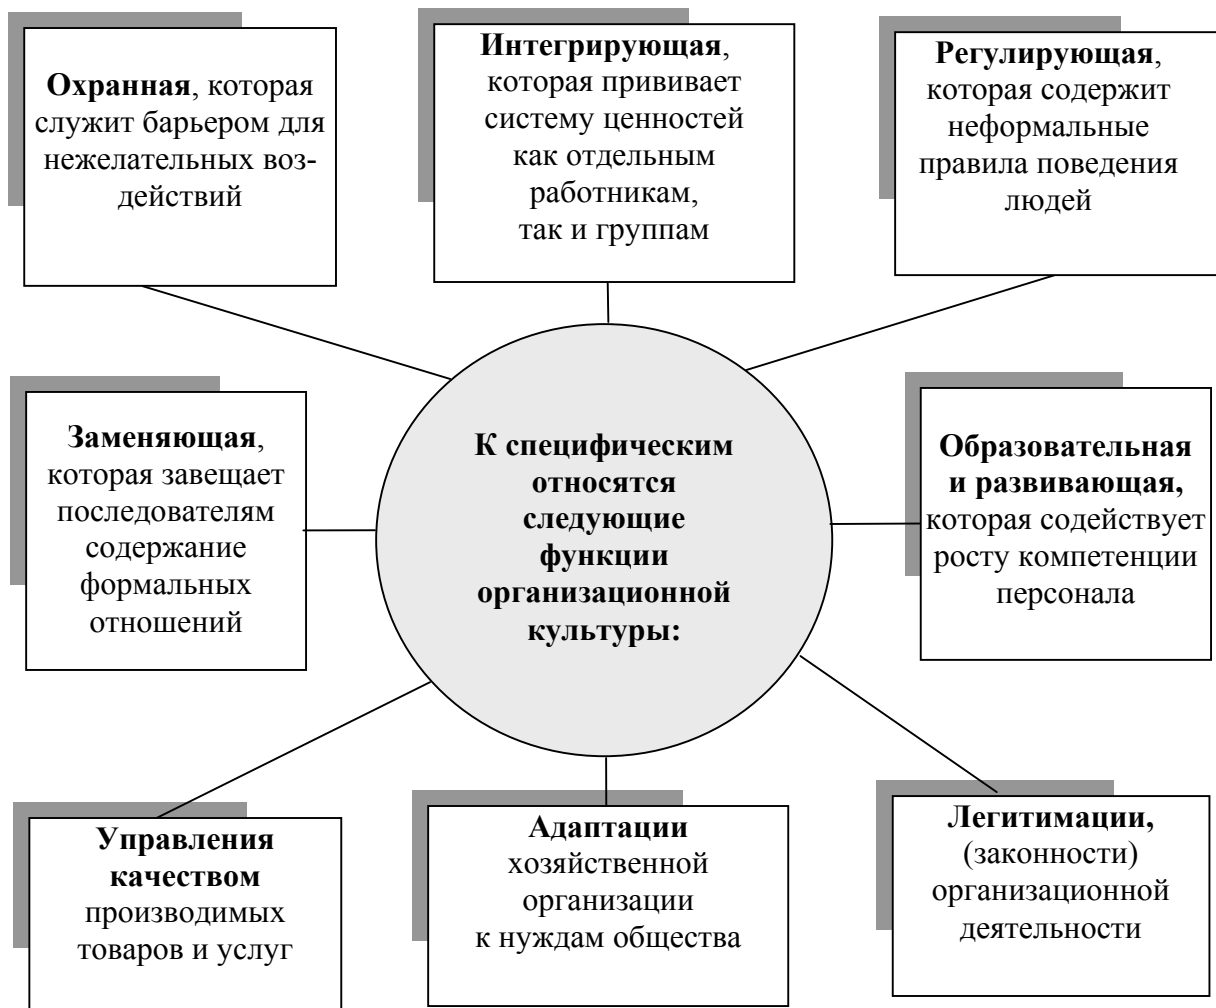 Охранная, которая
служит барьером для
нежелательных воз-
действий
Интегрирующая,
которая прививает
систему ценностей
как отдельным
работникам,
так и группам
Регулирующая,
которая содержит
неформальные
правила поведения
людей
Заменяющая,
которая завещает
последователям
содержание
формальных
отношений
К специфическим
относятся
следующие
функции
организационной
культуры:
Образовательная
и развивающая,
которая содействует
росту компетенции
персонала
Управления
качеством
производимых
товаров и услуг
Адаптации
хозяйственной
организации
к нуждам общества
Легитимации,
(законности)
организационной
деятельности